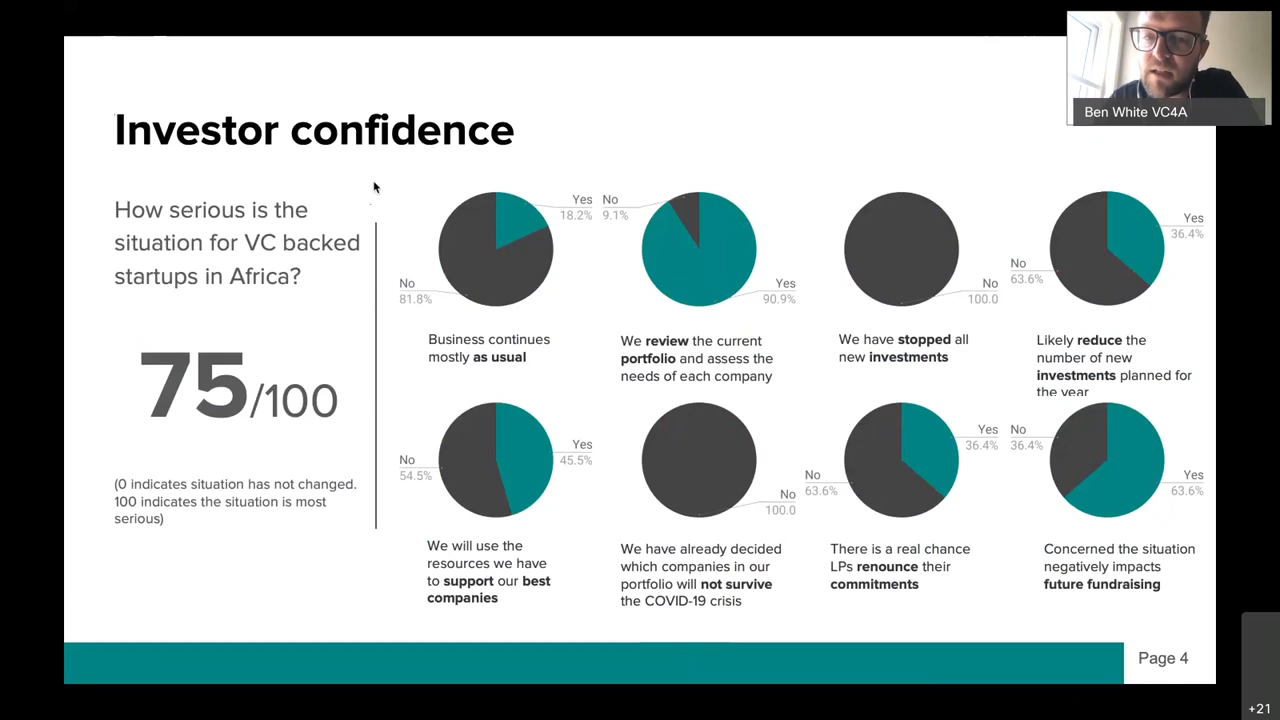 Ben White VC4A
Investor confidence
How serious is the
situation for VC backed
startups in Africa?
75/100
(0 indicates situation has not changed.
100 indicates the situation is most
serious)
Yes
18.2%
No
81.8%
Business continues
mostly as usual
No
9.1%
Yes
90.9%
We review the current
portfolio and assess the
needs of each company
No
100.0
We have stopped all
new investments
Yes
36.4%
No
63.6%
Likely reduce the
number of new
investments planned for
the year
No
54.5%
Yes
45.5%
We will use the
resources we have
to support our best
companies
No
100.0
We have already decided
which companies in our
portfolio will not survive
the COVID-19 crisis
Yes
36.4%
No
63.6%
There is a real chance
LPs renounce their
commitments
No
36.4%
Yes
63.6%
Concerned the situation
negatively impacts
future fundraising
Page 4
+21